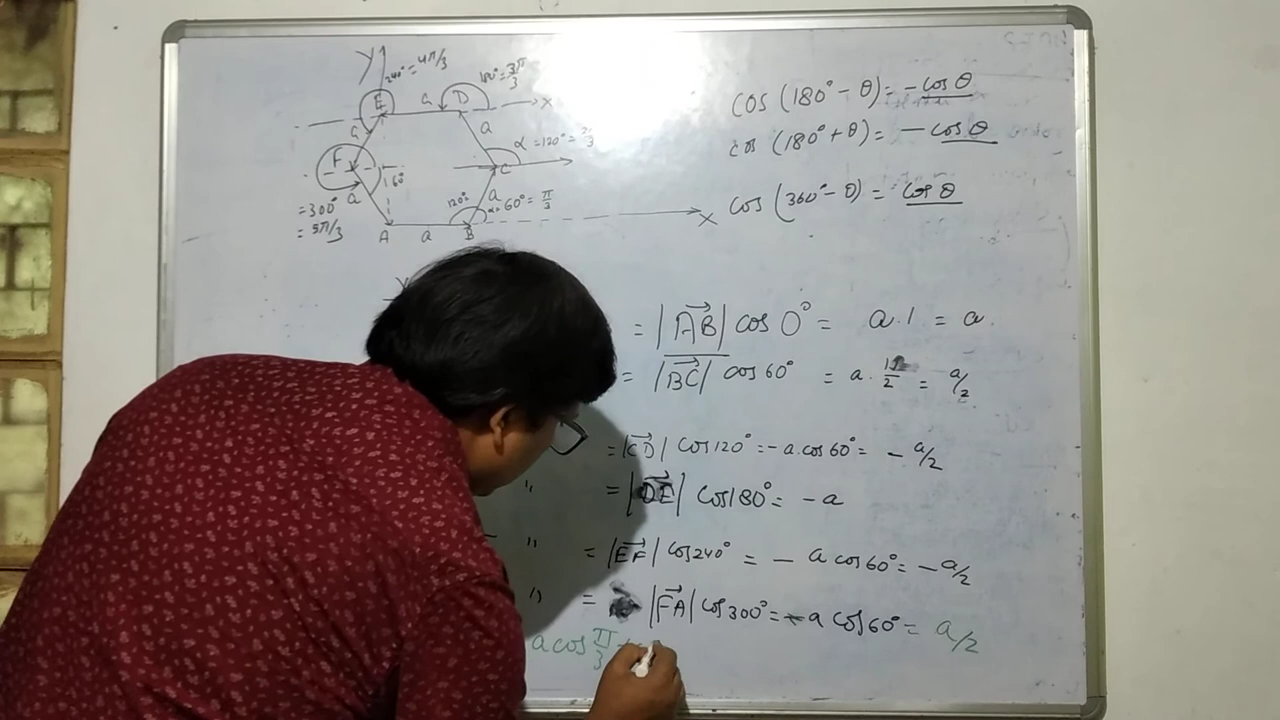 Y
240° = 4π/3
180° = 3π/3
E
a
D
x
a
a
α = 120° = 2π/3
F
C
60°
a
a
= 300°
= 5π/3
120°
α = 60° = π/3
A
a
B
X
cos (180° - θ) = - cos θ
cos (180° + θ) = - cos θ
cos (360° - θ) = cos θ
= |AB| cos 0° = a . 1 = a
= |BC| cos 60° = a . 1/2 = a/2
= |CD| cos 120° = - a . cos 60° = - a/2
" = |DE| cos 180° = - a
" = |EF| cos 240° = - a cos 60° = - a/2
" = |FA| cos 300° = a cos 60° = a/2
a cos π/3 +